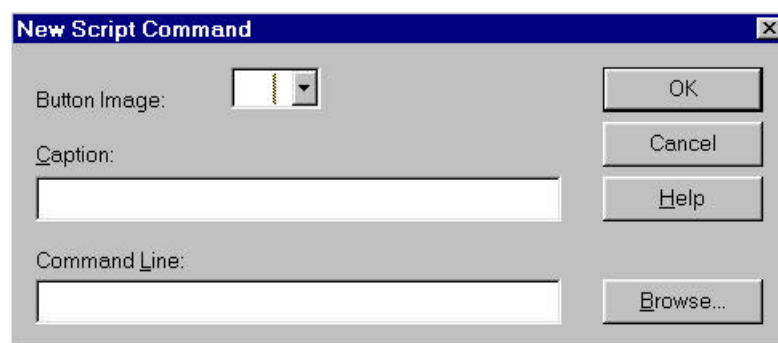 New Script Command
Button Image:
OK
Caption:
Cancel
Help
Command Line:
Browse...